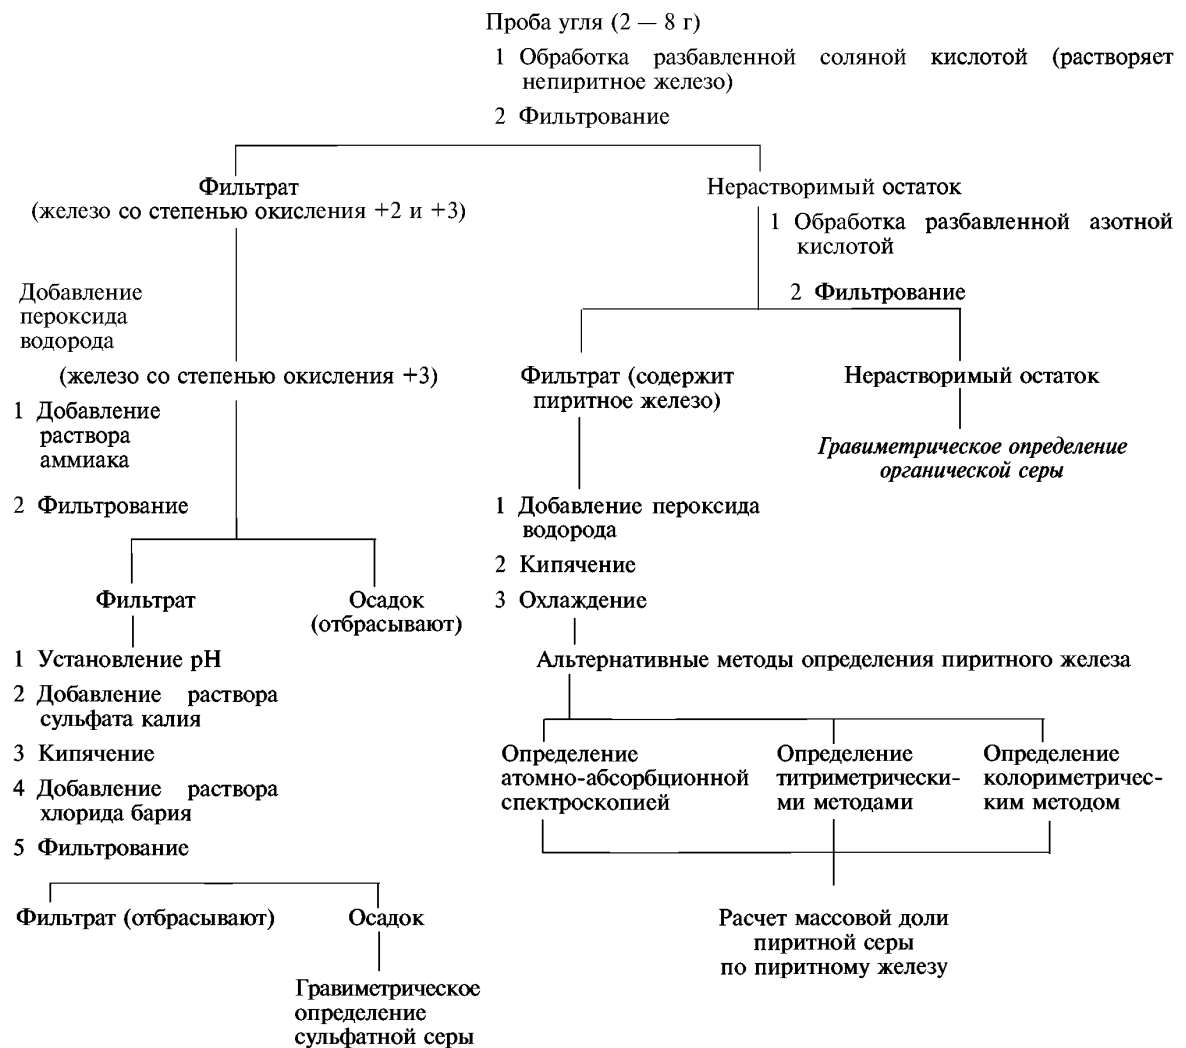 Проба угля (2 — 8 г)
1 Обработка разбавленной соляной кислотой (растворяет
непиритное железо)
2 Фильтрование
Фильтрат
(железо со степенью окисления +2 и +3)
Добавление
пероксида
водорода
(железо со степенью окисления +3)
1 Добавление
раствора
аммиака
2 Фильтрование
Фильтрат
Осадок
(отбрасывают)
1 Установление pH
2 Добавление раствора
сульфата калия
3 Кипячение
4 Добавление раствора
хлорида бария
5 Фильтрование
Фильтрат (отбрасывают)
Осадок
Гравиметрическое
определение
сульфатной серы
Нерастворимый остаток
1 Обработка разбавленной азотной
кислотой
2 Фильтрование
Фильтрат (содержит
пиритное железо)
Нерастворимый остаток
Гравиметрическое определение
органической серы
1 Добавление пероксида
водорода
2 Кипячение
3 Охлаждение
Альтернативные методы определения пиритного железа
Определение
атомно-абсорбционной
спектроскопией
Определение
титриметрически-
ми методами
Определение
колориметричес-
ким методом
Расчет массовой доли
пиритной серы
по пиритному железу